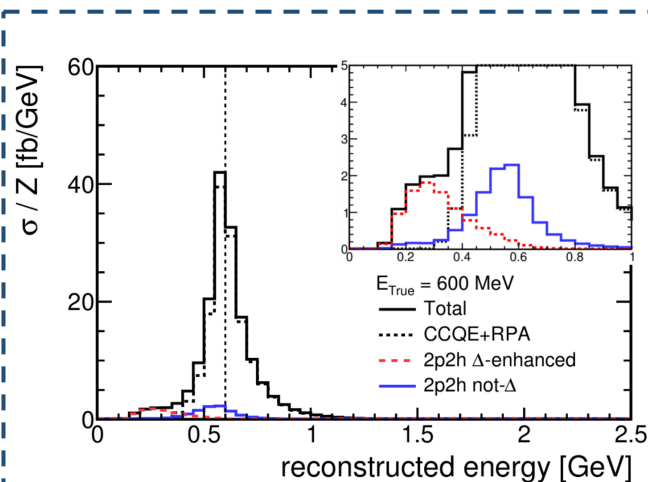 σ / Z [fb/GeV]
60
40
20
0
0 0.5 1 1.5 2 2.5
reconstructed energy [GeV]
5
4
3
2
1
0
0 0.2 0.4 0.6 0.8 1
E_True = 600 MeV
Total
CCQE+RPA
2p2h Δ-enhanced
2p2h not-Δ